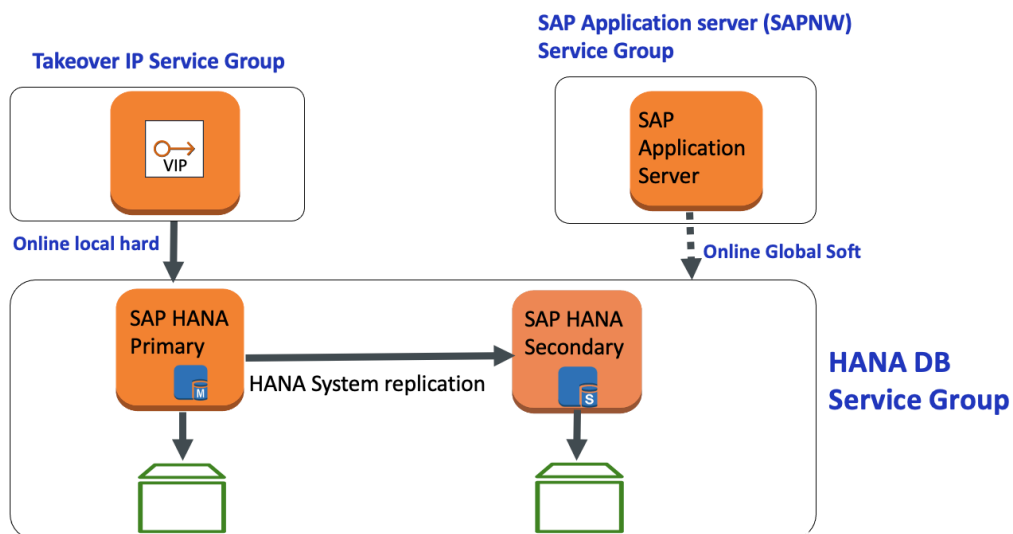 SAP Application server (SAPNW)
Service Group
Takeover IP Service Group
VIP
SAP
Application
Server
Online local hard
Online Global Soft
SAP HANA
Primary
M
HANA System replication
SAP HANA
Secondary
S
HANA DB
Service Group